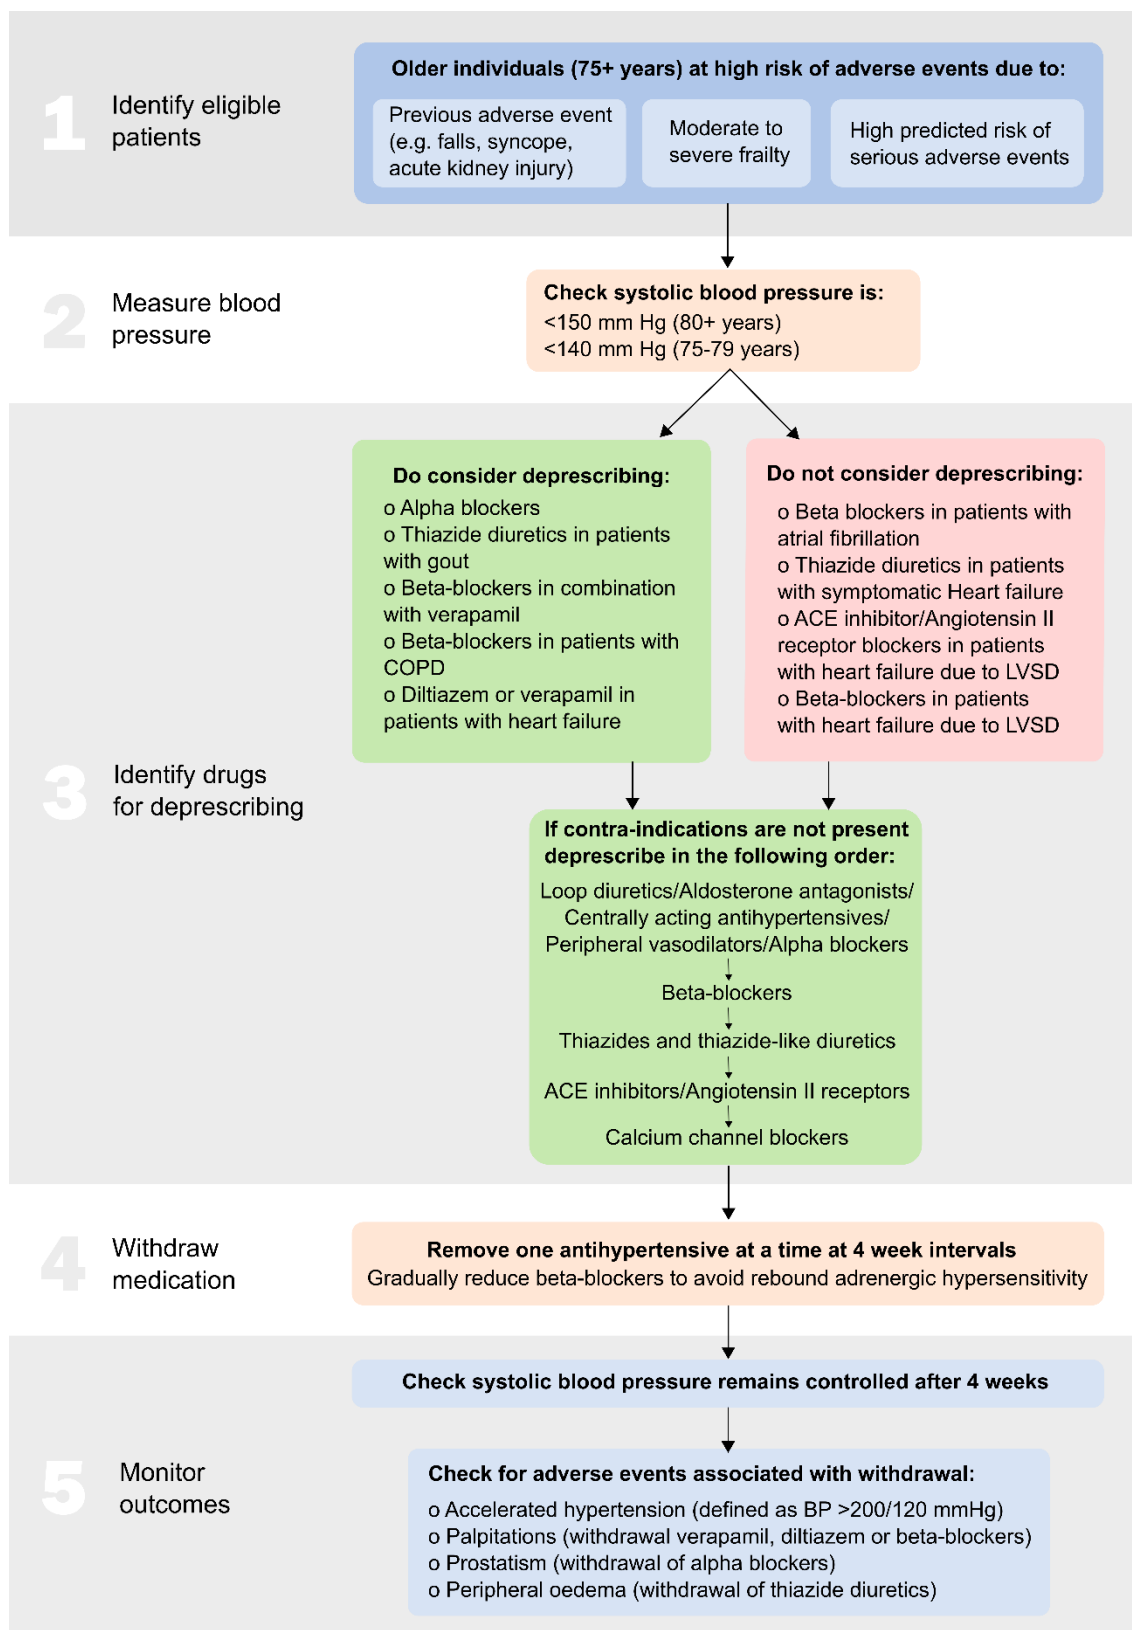 1
Identify eligible
patients
Older individuals (75+ years) at high risk of adverse events due to:
Previous adverse event
(e.g. falls, syncope,
acute kidney injury)
Moderate to
severe frailty
High predicted risk of
serious adverse events
2
Measure blood
pressure
Check systolic blood pressure is:
<150 mm Hg (80+ years)
<140 mm Hg (75-79 years)
3
Identify drugs
for deprescribing
Do consider deprescribing:
o Alpha blockers
o Thiazide diuretics in patients
with gout
o Beta-blockers in combination
with verapamil
o Beta-blockers in patients with
COPD
o Diltiazem or verapamil in
patients with heart failure
Do not consider deprescribing:
o Beta blockers in patients with
atrial fibrillation
o Thiazide diuretics in patients
with symptomatic Heart failure
o ACE inhibitor/Angiotensin II
receptor blockers in patients
with heart failure due to LVSD
o Beta-blockers in patients
with heart failure due to LVSD
If contra-indications are not present
deprescribe in the following order:
Loop diuretics/Aldosterone antagonists/
Centrally acting antihypertensives/
Peripheral vasodilators/Alpha blockers
Beta-blockers
Thiazides and thiazide-like diuretics
ACE inhibitors/Angiotensin II receptors
Calcium channel blockers
4
Withdraw
medication
Remove one antihypertensive at a time at 4 week intervals
Gradually reduce beta-blockers to avoid rebound adrenergic hypersensitivity
5
Monitor
outcomes
Check systolic blood pressure remains controlled after 4 weeks
Check for adverse events associated with withdrawal:
o Accelerated hypertension (defined as BP >200/120 mmHg)
o Palpitations (withdrawal verapamil, diltiazem or beta-blockers)
o Prostatism (withdrawal of alpha blockers)
o Peripheral oedema (withdrawal of thiazide diuretics)